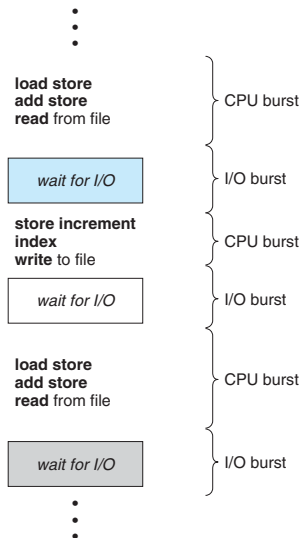 load store
add store
read from file
CPU burst
wait for I/O
I/O burst
store increment
index
write to file
CPU burst
wait for I/O
I/O burst
load store
add store
read from file
CPU burst
wait for I/O
I/O burst